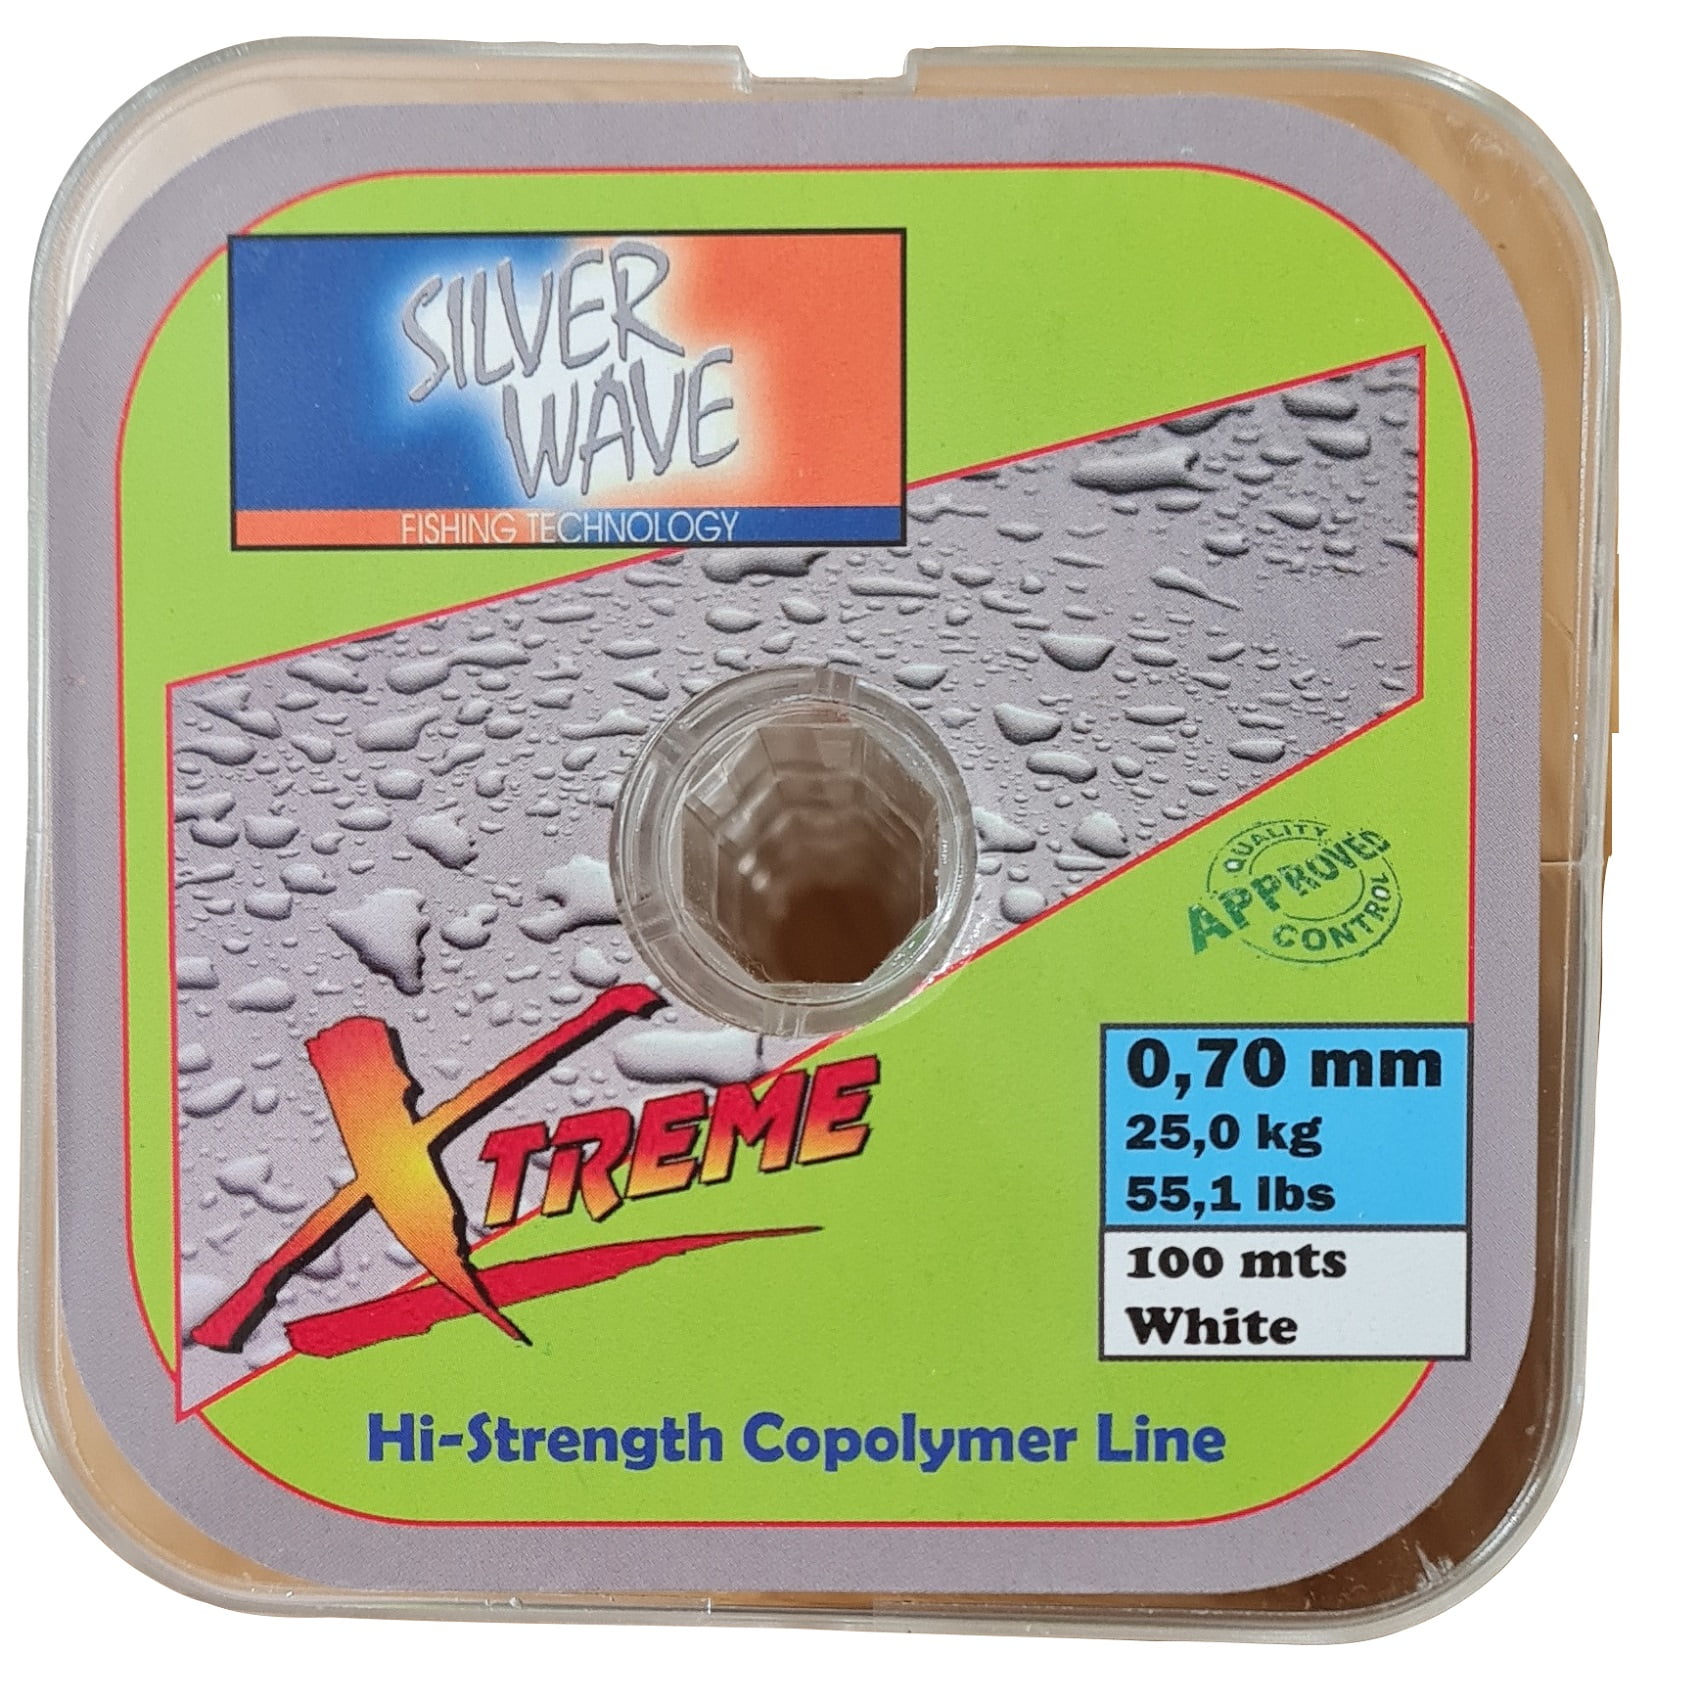 SILVER
WAVE
FISHING TECHNOLOGY
QUALITY
APPROVED
CONTROL
XTREME
0,70 mm
25,0 kg
55,1 lbs
100 mts
White
Hi-Strength Copolymer Line